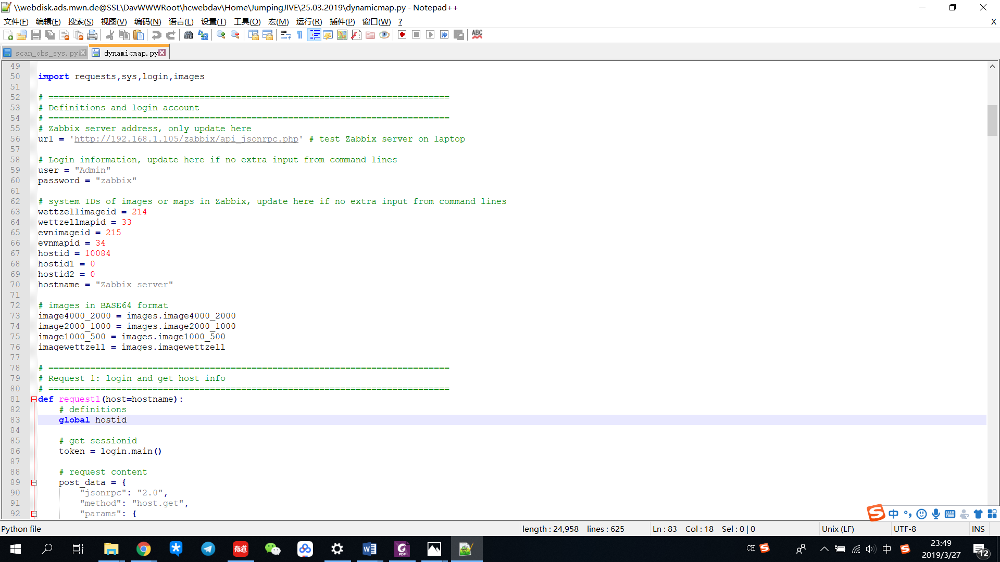 \\webdisk.ads.mwn.de@SSL\DavWWWRoot\hcwebdav\Home\JumpingJIVE\25.03.2019\dynamicmap.py - Notepad++
文件(F) 编辑(E) 搜索(S) 视图(V) 编码(N) 语言(L) 设置(T) 工具(O) 宏(M) 运行(R) 插件(P) 窗口(W) ? X
ABC
scan_obs_sys.py dynamicmap.py
49
50 import requests,sys,login,images
51
52 # =============================================================================
53 # Definitions and login account
54 # =============================================================================
55 # Zabbix server address, only update here
56 url = 'http://192.168.1.105/zabbix/api_jsonrpc.php' # test Zabbix server on laptop
57
58 # Login information, update here if no extra input from command lines
59 user = "Admin"
60 password = "zabbix"
61
62 # system IDs of images or maps in Zabbix, update here if no extra input from command lines
63 wettzellimageid = 214
64 wettzellmapid = 33
65 evnimageid = 215
66 evnmapid = 34
67 hostid = 10084
68 hostid1 = 0
69 hostid2 = 0
70 hostname = "Zabbix server"
71
72 # images in BASE64 format
73 image4000_2000 = images.image4000_2000
74 image2000_1000 = images.image2000_1000
75 image1000_500 = images.image1000_500
76 imagewettzell = images.imagewettzell
77
78 # =============================================================================
79 # Request 1: login and get host info
80 # =============================================================================
81 def request1(host=hostname):
82     # definitions
83     global hostid
84
85     # get sessionid
86     token = login.main()
87
88     # request content
89     post_data = {
90         "jsonrpc": "2.0",
91         "method": "host.get",
92         "params": {
S 中
Python file length : 24,958 lines : 625 Ln : 83 Col : 18 Sel : 0 | 0 Unix (LF) UTF-8 INS
有道 W PDF CH S 中 S 23:49
2019/3/27 12